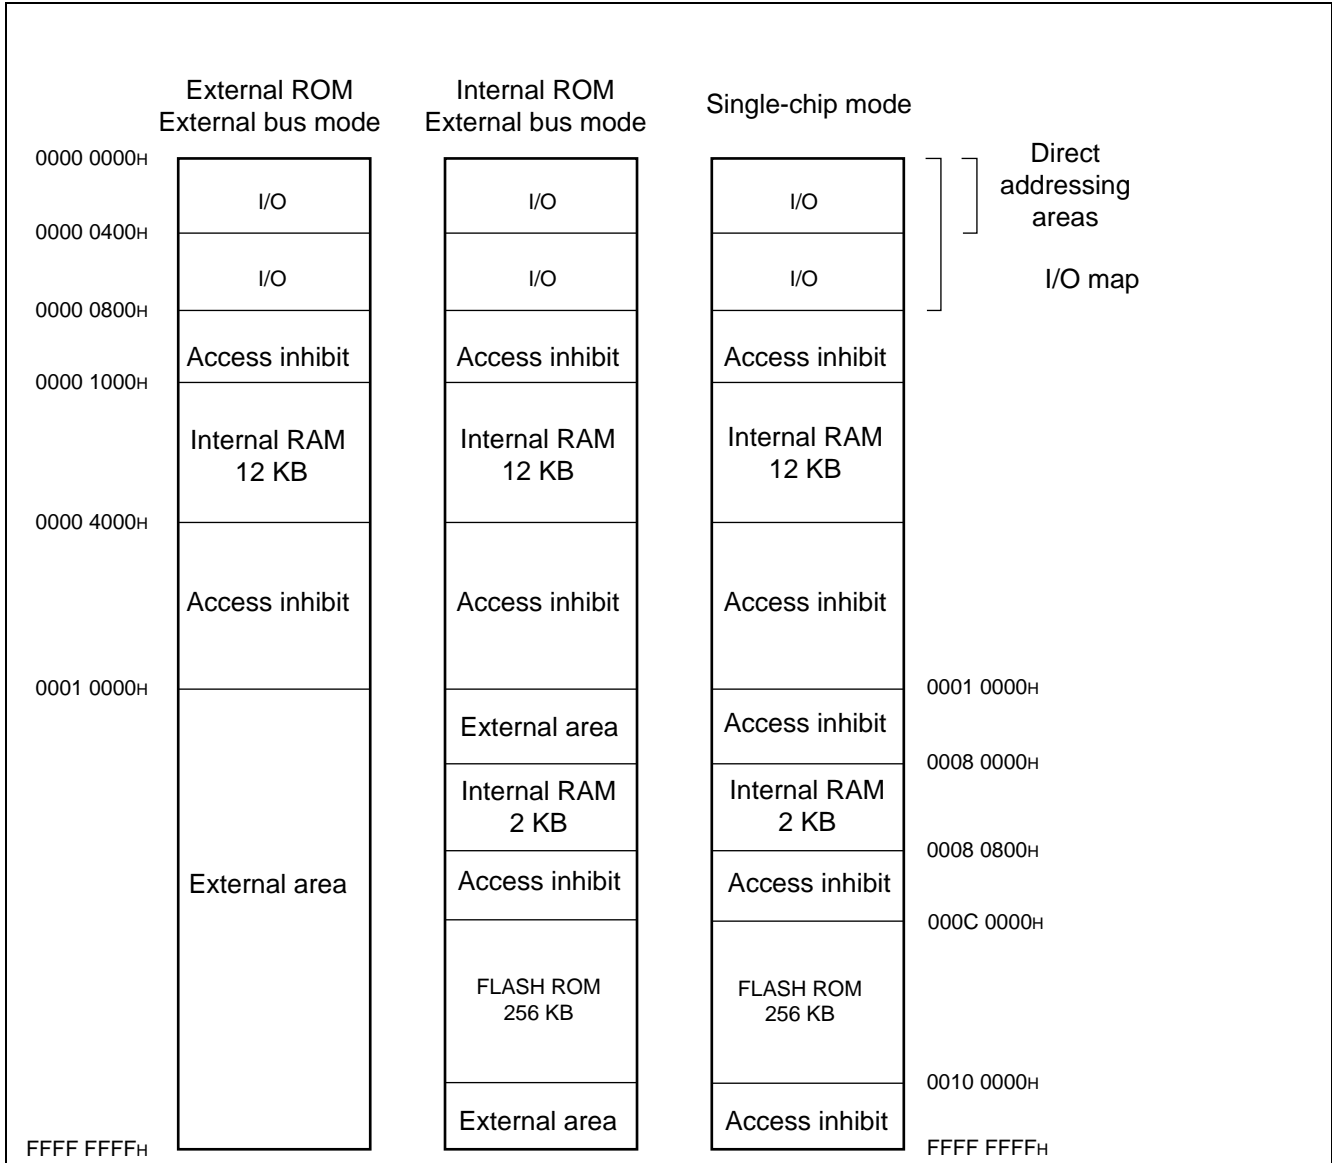 External ROM
External bus mode
Internal ROM
External bus mode
Single-chip mode
0000 0000H
0000 0400H
0000 0800H
0000 1000H
0000 4000H
0001 0000H
FFFF FFFFH
I/O
I/O
Access inhibit
Internal RAM
12 KB
Access inhibit
External area
I/O
I/O
Access inhibit
Internal RAM
12 KB
Access inhibit
External area
Internal RAM
2 KB
Access inhibit
FLASH ROM
256 KB
External area
I/O
I/O
Access inhibit
Internal RAM
12 KB
Access inhibit
Access inhibit
Internal RAM
2 KB
Access inhibit
FLASH ROM
256 KB
Access inhibit
Direct
addressing
areas
I/O map
0001 0000H
0008 0000H
0008 0800H
000C 0000H
0010 0000H
FFFF FFFFH